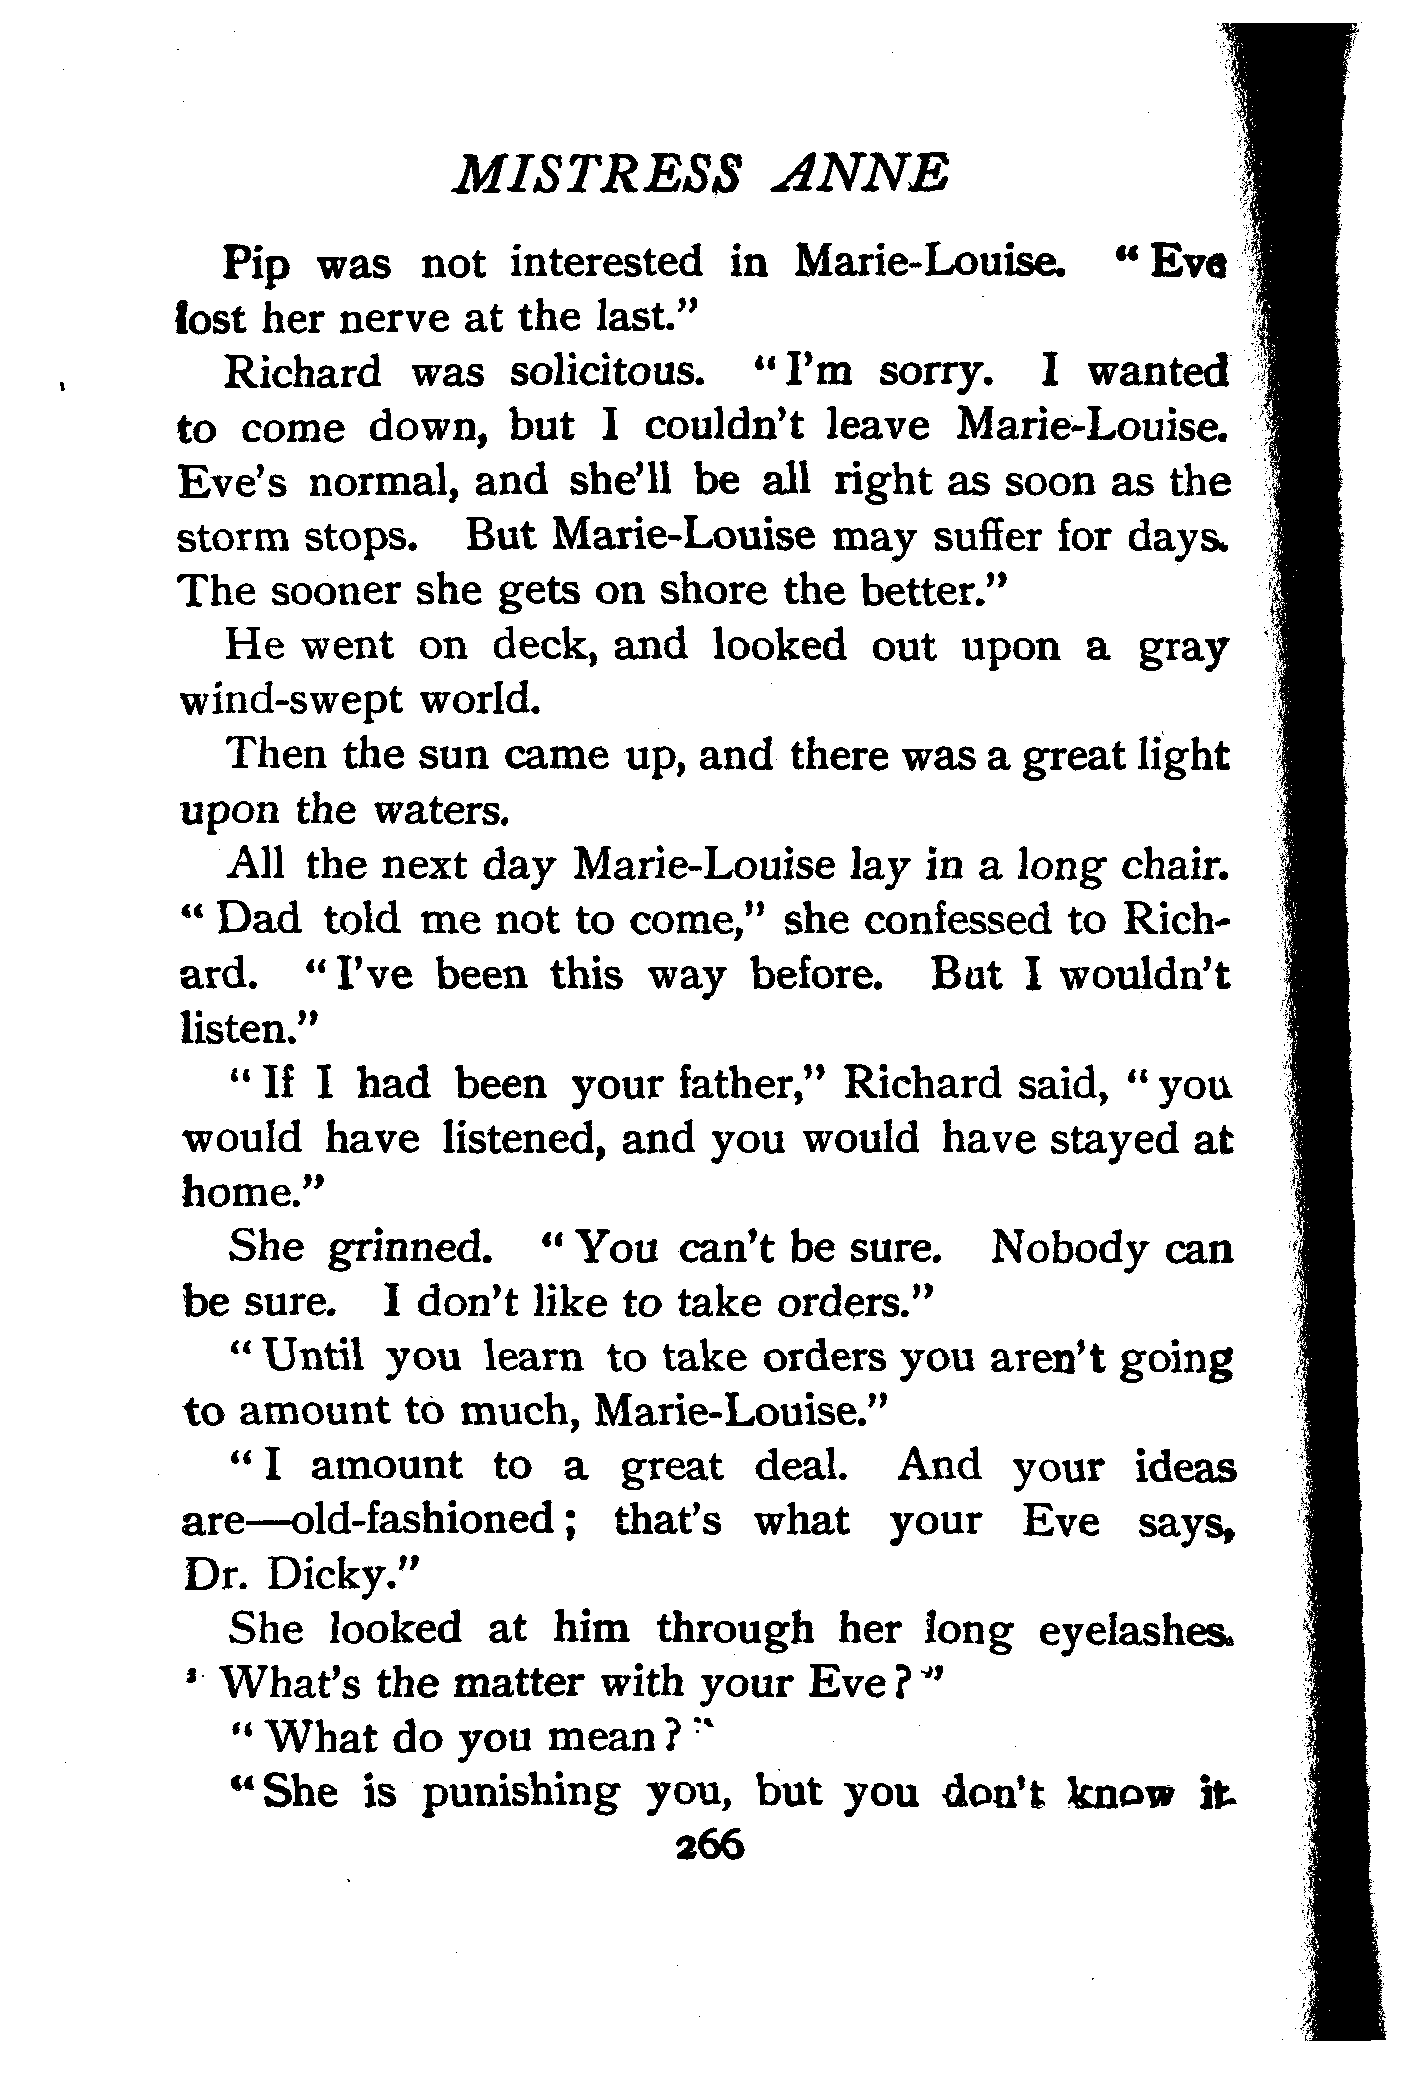 MISTRESS ANNE
Pip was not interested in Marie-Louise. "Eve
lost her nerve at the last."
Richard was solicitous. "I'm sorry. I wanted
to come down, but I couldn't leave Marie-Louise.
Eve's normal, and she'll be all right as soon as the
storm stops. But Marie-Louise may suffer for days.
The sooner she gets on shore the better."
He went on deck, and looked out upon a gray
wind-swept world.
Then the sun came up, and there was a great light
upon the waters.
All the next day Marie-Louise lay in a long chair.
"Dad told me not to come," she confessed to Rich-
ard. "I've been this way before. But I wouldn't
listen."
"If I had been your father," Richard said, "you
would have listened, and you would have stayed at
home."
She grinned. "You can't be sure. Nobody can
be sure. I don't like to take orders."
"Until you learn to take orders you aren't going
to amount to much, Marie-Louise."
"I amount to a great deal. And your ideas
are—old-fashioned; that's what your Eve says,
Dr. Dicky."
She looked at him through her long eyelashes.
"What's the matter with your Eve?"
"What do you mean?"
"She is punishing you, but you don't know it.
266